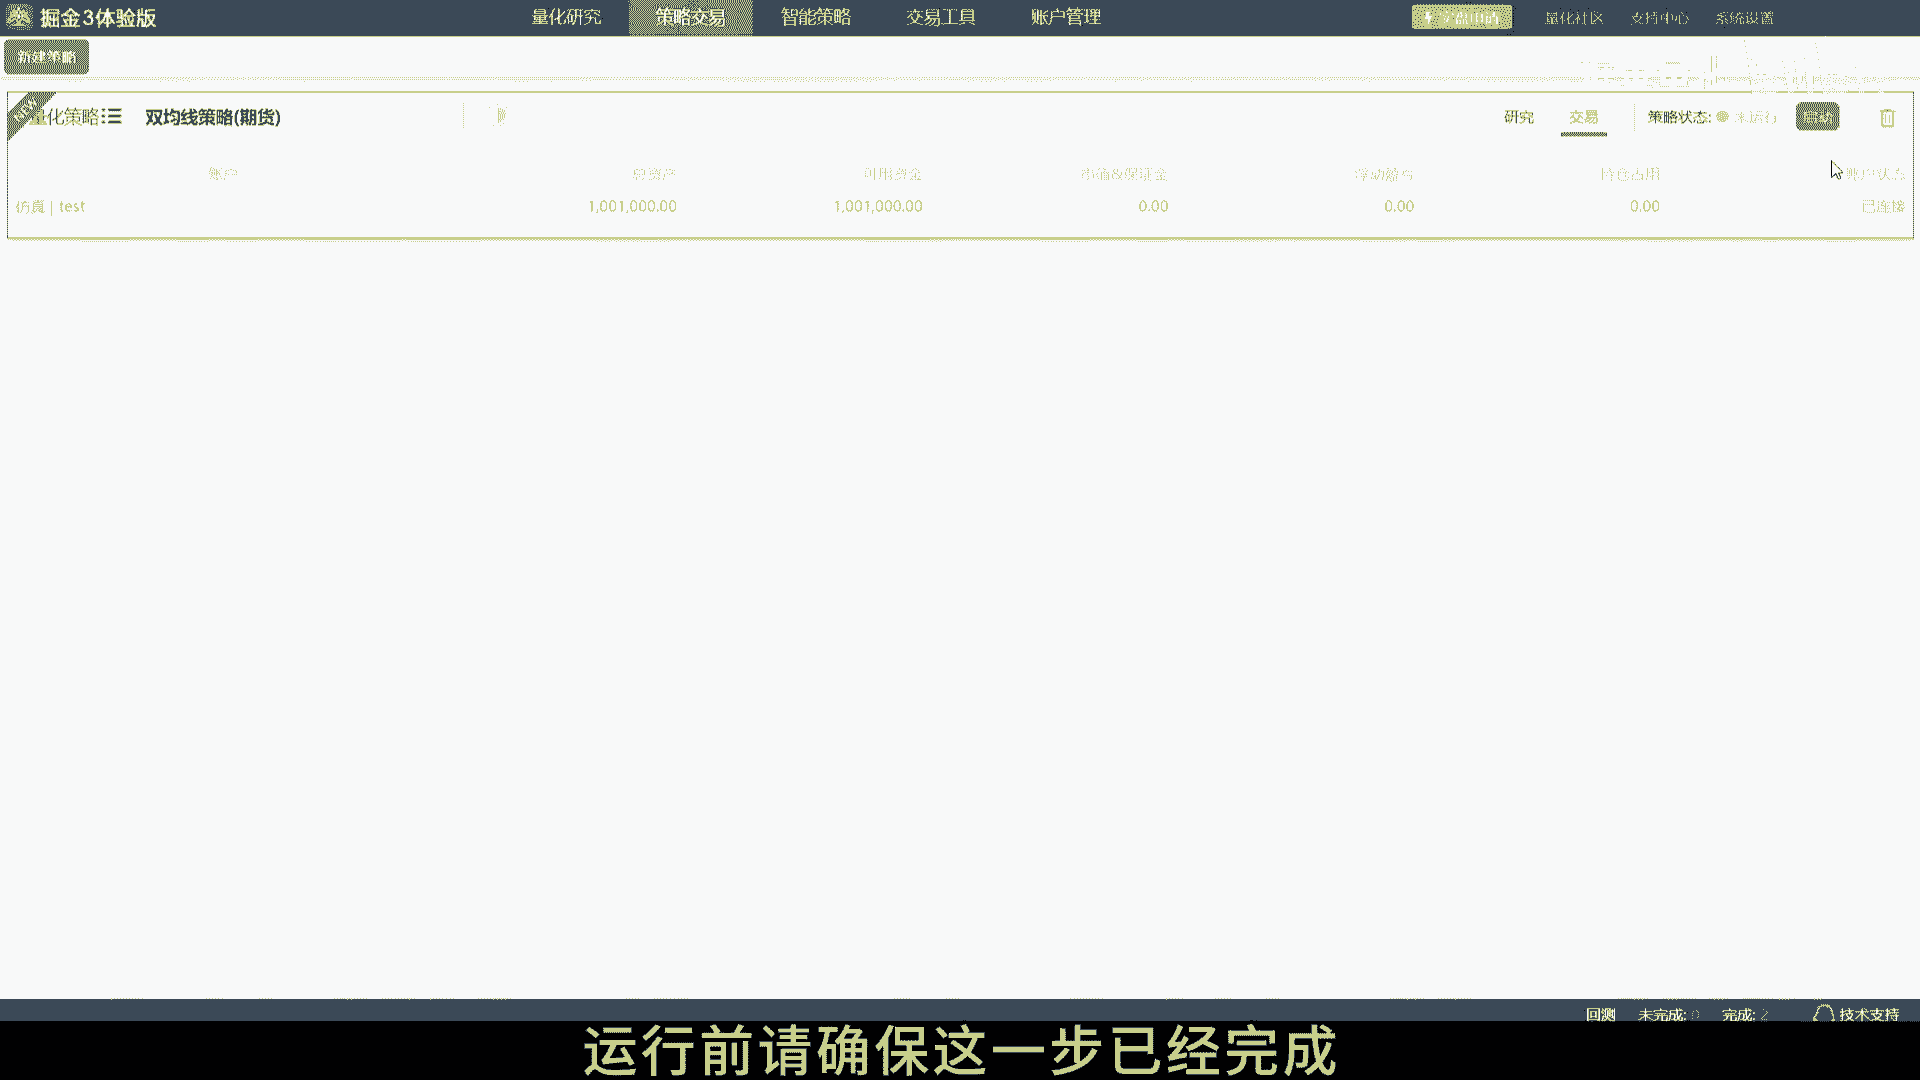 掘金3体验版
量化研究 策略交易 智能策略 交易工具 账户管理
量化社区 支持中心 系统设置
新建策略
量化策略 双均线策略(期货) 研究 交易 策略状态: 未运行 启动
账户 总资产 可用资金 市值&保证金 浮动盈亏 持仓占用 账户状态
仿真 | test 1,001,000.00 1,001,000.00 0.00 0.00 0.00 已连接
回测 未完成: 0 完成: 2 技术支持
运行前请确保这一步已经完成